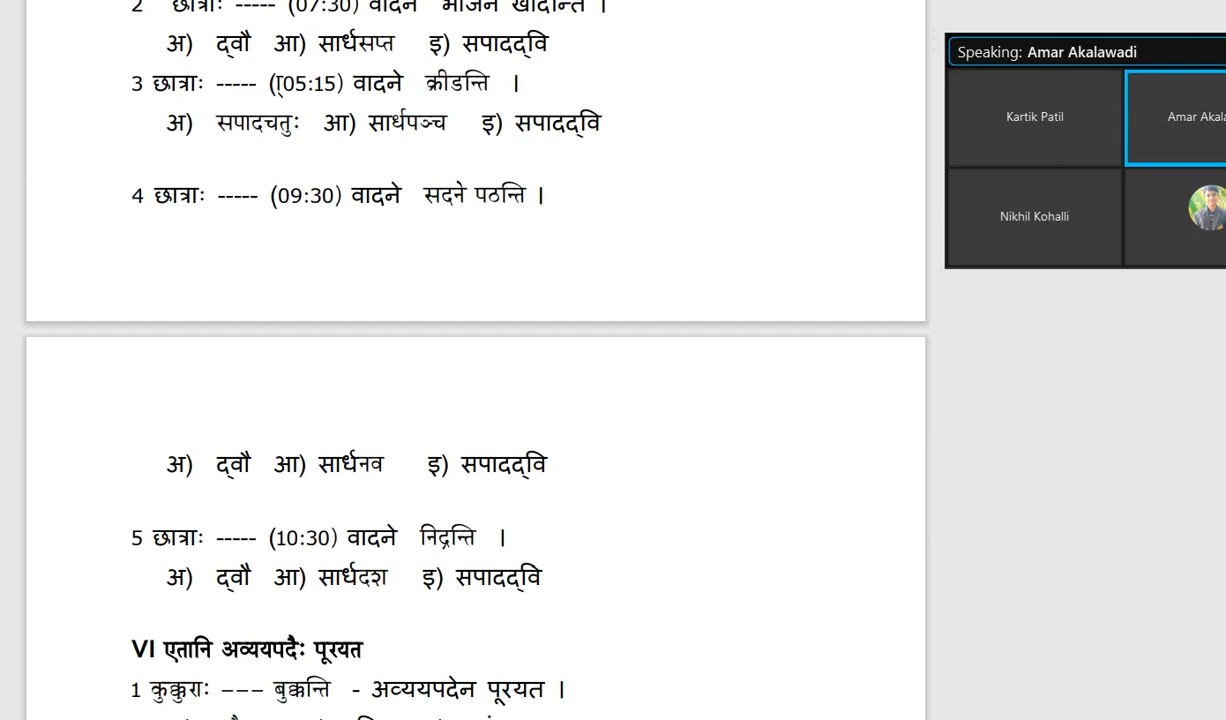 2 छात्राः ----- (07:30) वादने भोजनं खादन्ति ।
अ) द्वौ आ) सार्धसप्त इ) सपादद्वि
3 छात्राः ----- (05:15) वादने क्रीडन्ति ।
अ) सपादचतुः आ) सार्धपञ्च इ) सपादद्वि
4 छात्राः ----- (09:30) वादने सदने पठन्ति ।
अ) द्वौ आ) सार्धनव इ) सपादद्वि
5 छात्राः ----- (10:30) वादने निद्रन्ति ।
अ) द्वौ आ) सार्धदश इ) सपादद्वि
VI एतानि अव्ययपदैः पूरयत
1 कुक्कुराः --- बुक्कन्ति - अव्ययपदेन पूरयत ।
Speaking: Amar Akalawadi
Kartik Patil
Amar Akala
Nikhil Kohalli